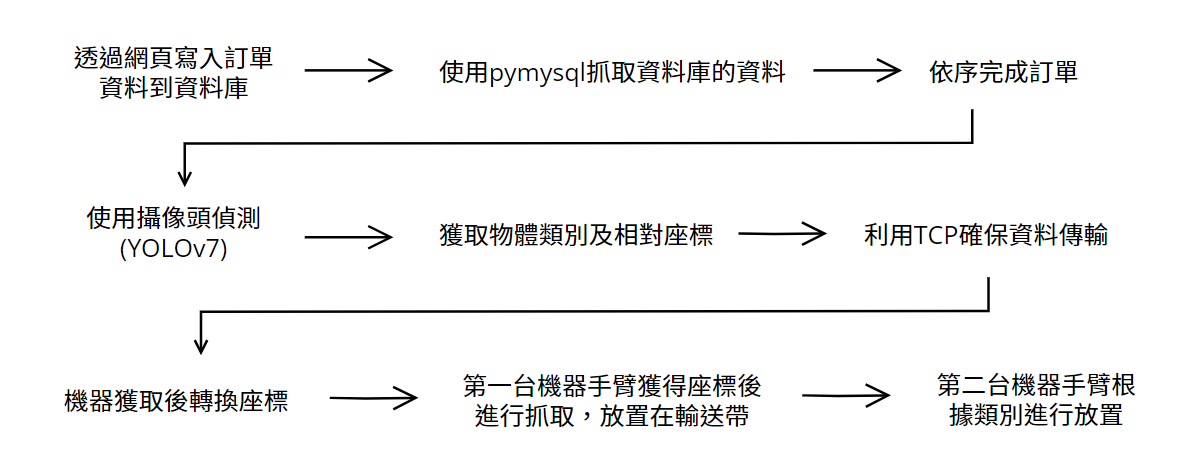 透過網頁寫入訂單
資料到資料庫
使用pymysql抓取資料庫的資料
依序完成訂單
使用攝像頭偵測
(YOLOv7)
獲取物體類別及相對座標
利用TCP確保資料傳輸
機器獲取後轉換座標
第一台機器手臂獲得座標後
進行抓取，放置在輸送帶
第二台機器手臂根
據類別進行放置